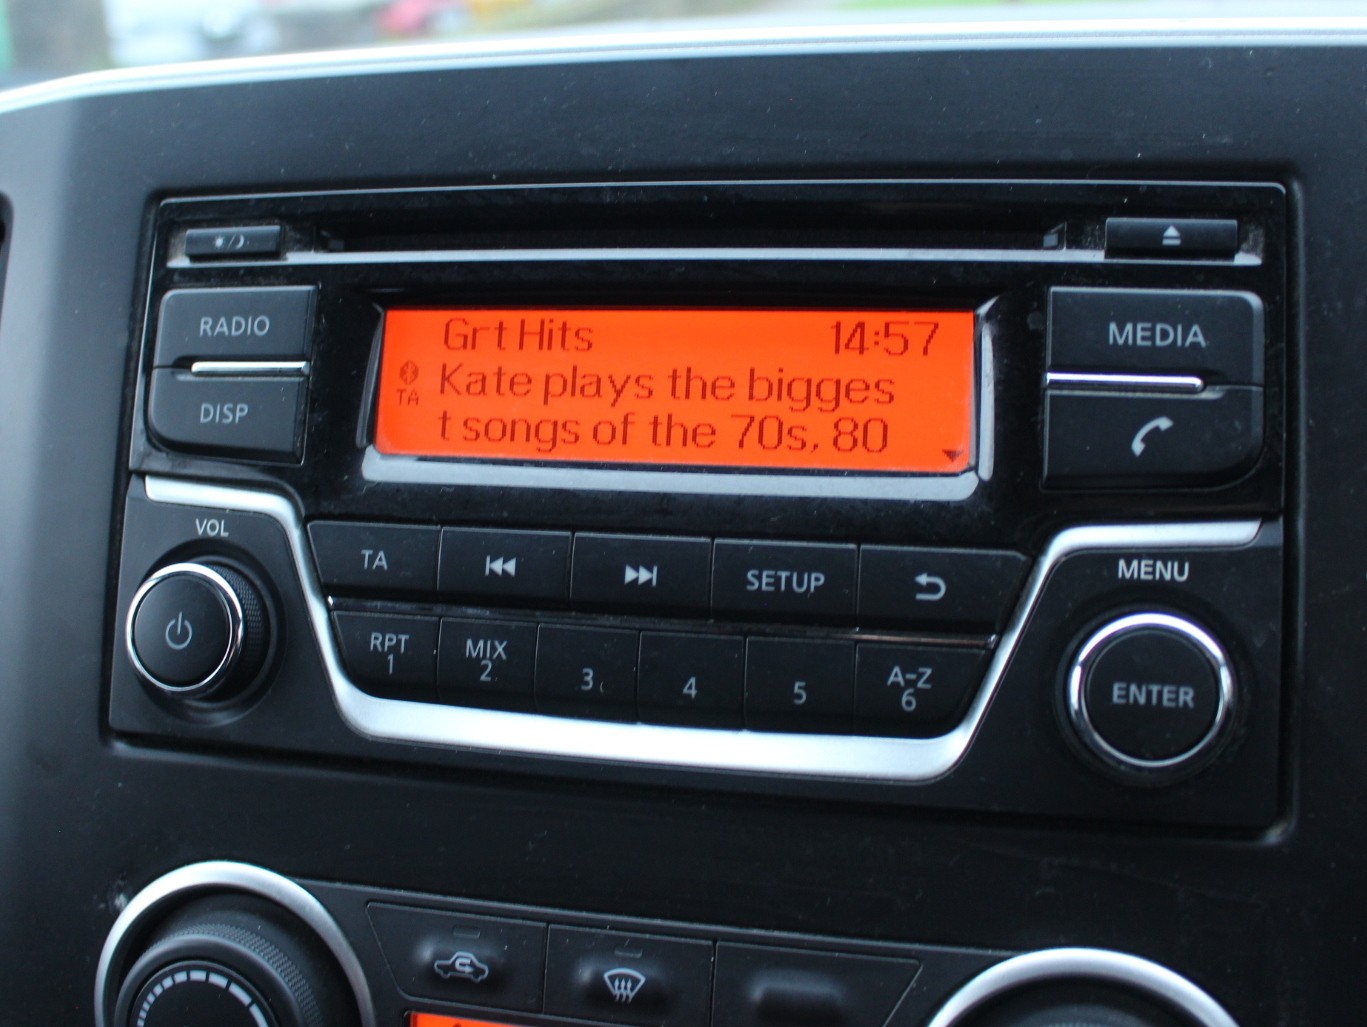 RADIO
DISP
Grt Hits 14:57
TA
Kate plays the bigges
t songs of the 70s, 80
MEDIA
VOL
TA
SETUP
MENU
RPT
1
MIX
2
3
4
5
A-Z
6
ENTER